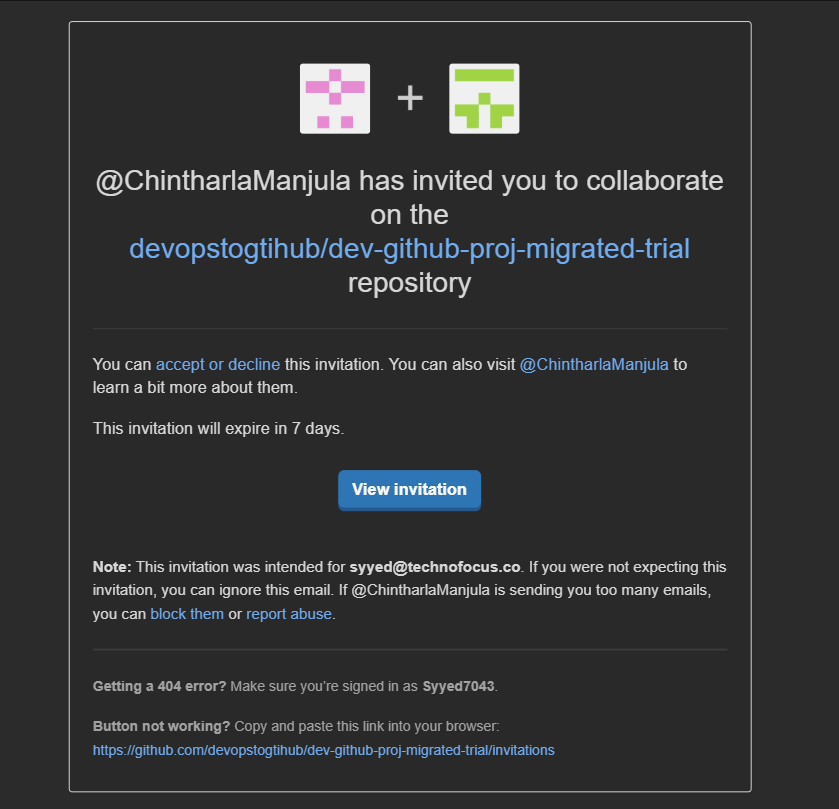 +
@ChintharlaManjula has invited you to collaborate
on the
devopstogtihub/dev-github-proj-migrated-trial
repository
You can accept or decline this invitation. You can also visit @ChintharlaManjula to
learn a bit more about them.
This invitation will expire in 7 days.
View invitation
Note: This invitation was intended for syyed@technofocus.co. If you were not expecting this
invitation, you can ignore this email. If @ChintharlaManjula is sending you too many emails,
you can block them or report abuse.
Getting a 404 error? Make sure you’re signed in as Syyed7043.
Button not working? Copy and paste this link into your browser:
https://github.com/devopstogtihub/dev-github-proj-migrated-trial/invitations